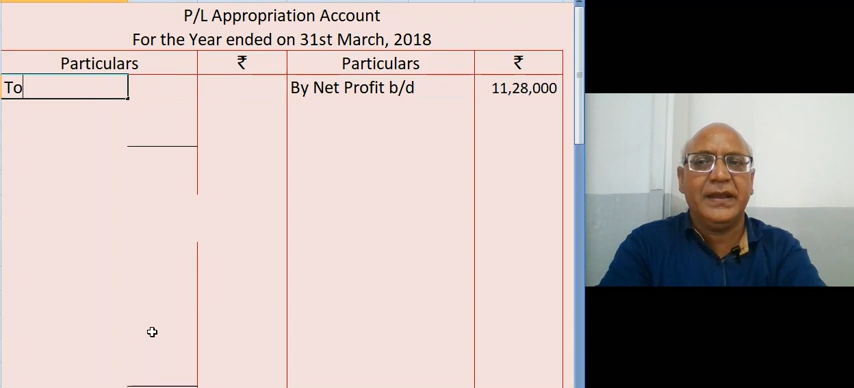 P/L Appropriation Account
For the Year ended on 31st March, 2018
Particulars ₹ Particulars ₹
To By Net Profit b/d 11,28,000